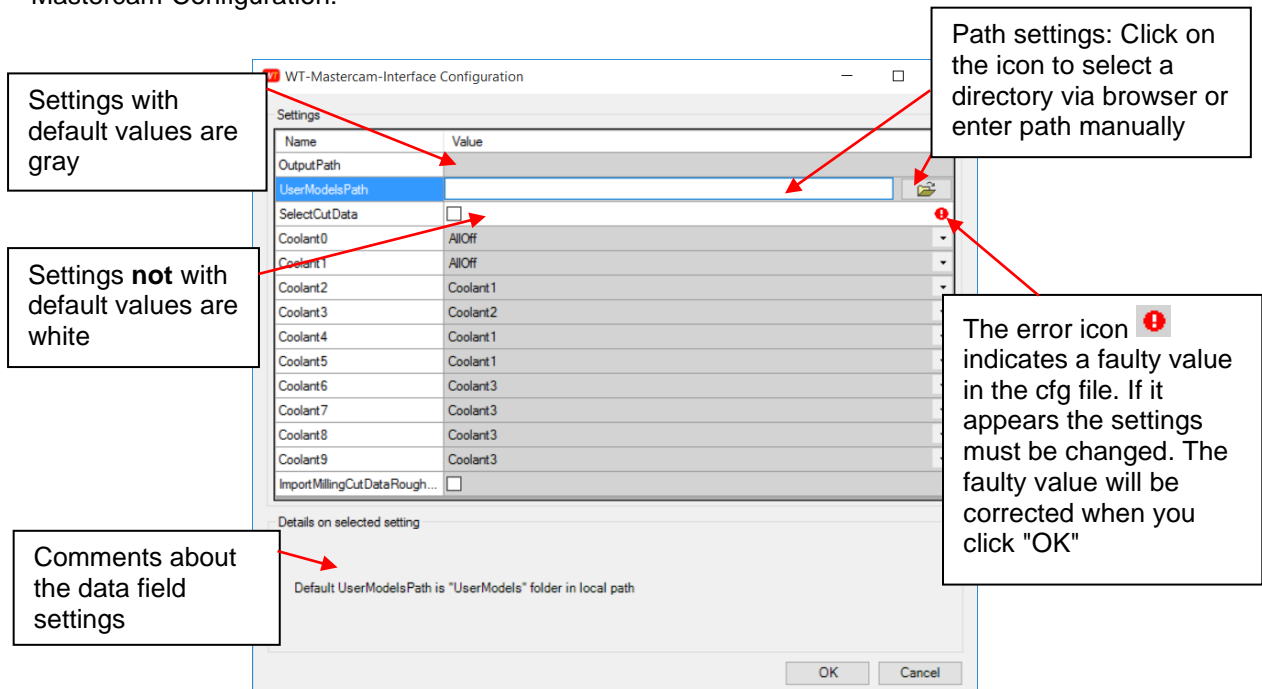 Mastercam-Configuration.
Path settings: Click on
the icon to select a
directory via browser or
enter path manually
Settings with
default values are
gray
WT-Mastercam-Interface Configuration
Settings
Name Value
OutputPath
UserModelsPath
SelectCutData
Coolant0 AllOff
Coolant1 AllOff
Coolant2 Coolant1
Coolant3 Coolant2
Coolant4 Coolant1
Coolant5 Coolant1
Coolant6 Coolant3
Coolant7 Coolant3
Coolant8 Coolant3
Coolant9 Coolant3
ImportMillingCutDataRough...
Settings not with
default values are
white
The error icon
indicates a faulty value
in the cfg file. If it
appears the settings
must be changed. The
faulty value will be
corrected when you
click "OK"
Details on selected setting
Default UserModelsPath is "UserModels" folder in local path
Comments about
the data field
settings
OK Cancel